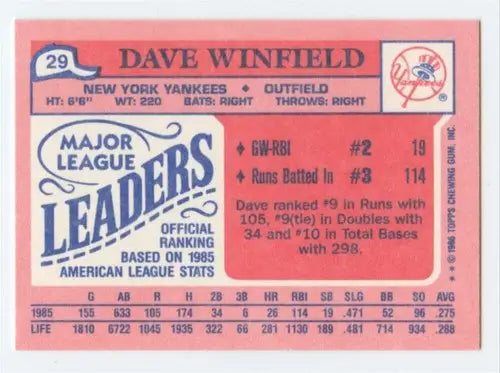 29
DAVE WINFIELD
Yankees
®
NEW YORK YANKEES ♦ OUTFIELD
HT: 6'6" WT: 220 BATS: RIGHT THROWS: RIGHT
MAJOR
LEAGUE
LEADERS
OFFICIAL
RANKING
BASED ON 1985
AMERICAN LEAGUE STATS
♦ GW-RBI #2 19
♦ Runs Batted In #3 114
Dave ranked #9 in Runs with
105, #9(tie) in Doubles with
34 and #10 in Total Bases
with 298.
* * © 1986 TOPPS CHEWING GUM, INC.
G AB R H 2B 3B HR RBI SB SLG BB SO AVG
1985 155 633 105 174 34 6 26 114 19 .471 52 96 .275
LIFE 1810 6722 1045 1935 322 66 281 1130 189 .481 717 934 .288